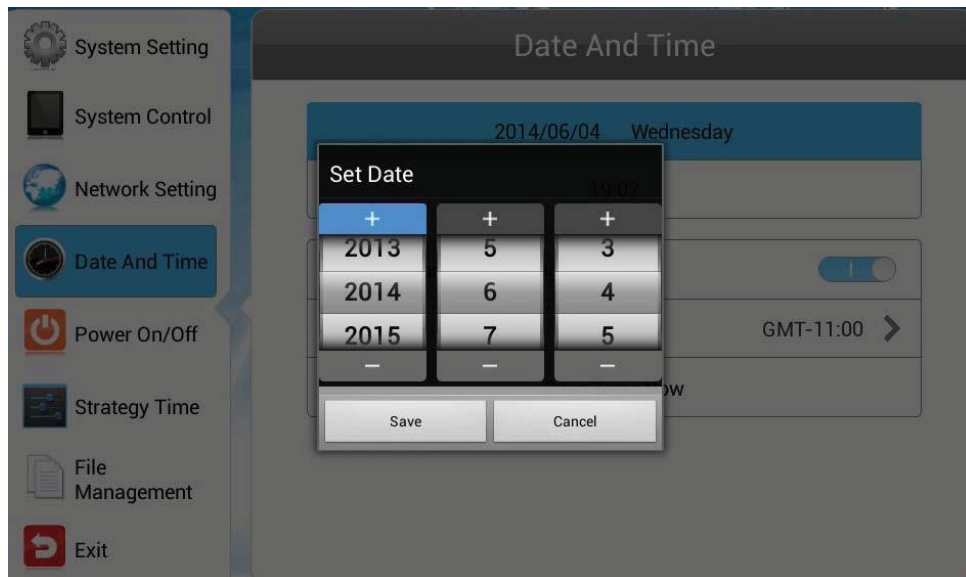 System Setting
System Control
Network Setting
Date And Time
Power On/Off
Strategy Time
File
Management
Exit
Date And Time
2014/06/04 Wednesday
19:02
Set Date
+ + +
2013 5 3
2014 6 4
2015 7 5
− − −
GMT-11:00
Save Cancel